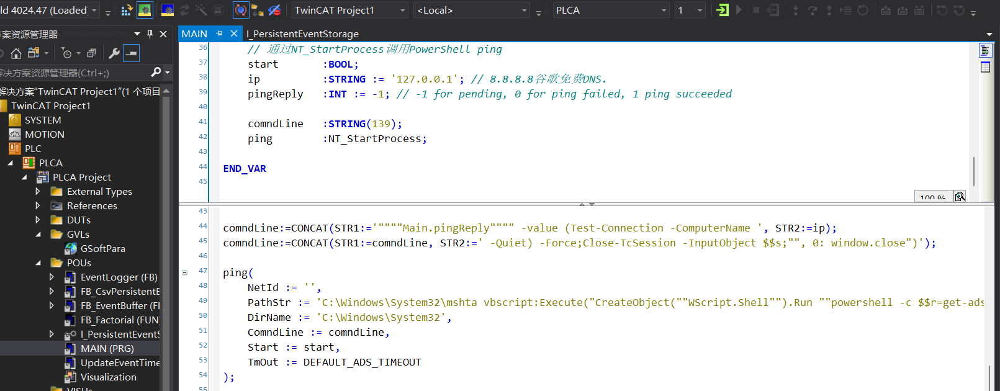 ld 4024.47 (Loaded) TwinCAT Project1 <Local> PLCA 1
方案资源管理器
解决方案资源管理器(Ctrl+;)
解决方案"TwinCAT Project1"(1 个项目
TwinCAT Project1
SYSTEM
MOTION
PLC
PLCA
PLCA Project
External Types
References
DUTs
GVLs
GSoftPara
POUs
EventLogger (FB)
FB_CsvPersistentE
FB_EventBuffer (F
FB_Factorial (FUN
I_PersistentEventS
MAIN (PRG)
UpdateEventTime
Visualization
VISUs
MAIN I_PersistentEventStorage
36 // 通过NT_StartProcess调用PowerShell ping
37 start :BOOL;
38 ip :STRING := '127.0.0.1'; // 8.8.8.8谷歌免费DNS.
39 pingReply :INT := -1; // -1 for pending, 0 for ping failed, 1 ping succeeded
40
41 comndLine :STRING(139);
42 ping :NT_StartProcess;
43
44 END_VAR
45
100 %
43
44 comndLine:=CONCAT(STR1:='""""Main.pingReply"""" -value (Test-Connection -ComputerName ', STR2:=ip);
45 comndLine:=CONCAT(STR1:=comndLine, STR2:=' -Quiet) -Force;Close-TcSession -InputObject $$s;"", 0: window.close")');
46
47 ping(
48 NetId := '',
49 PathStr := 'C:\Windows\System32\mshta vbscript:Execute("CreateObject(""WScript.Shell"").Run ""powershell -c $$r=get-ads
50 DirName := 'C:\Windows\System32',
51 ComndLine := comndLine,
52 Start := start,
53 TmOut := DEFAULT_ADS_TIMEOUT
54 );
55